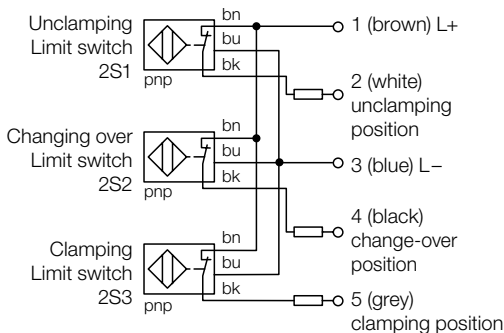 Unclamping
Limit switch
2S1
pnp
bn
bu
bk
1 (brown) L+
2 (white)
unclamping
position
Changing over
Limit switch
2S2
pnp
bn
bu
bk
3 (blue) L–
4 (black)
change-over
position
Clamping
Limit switch
2S3
pnp
bn
bu
bk
5 (grey)
clamping position